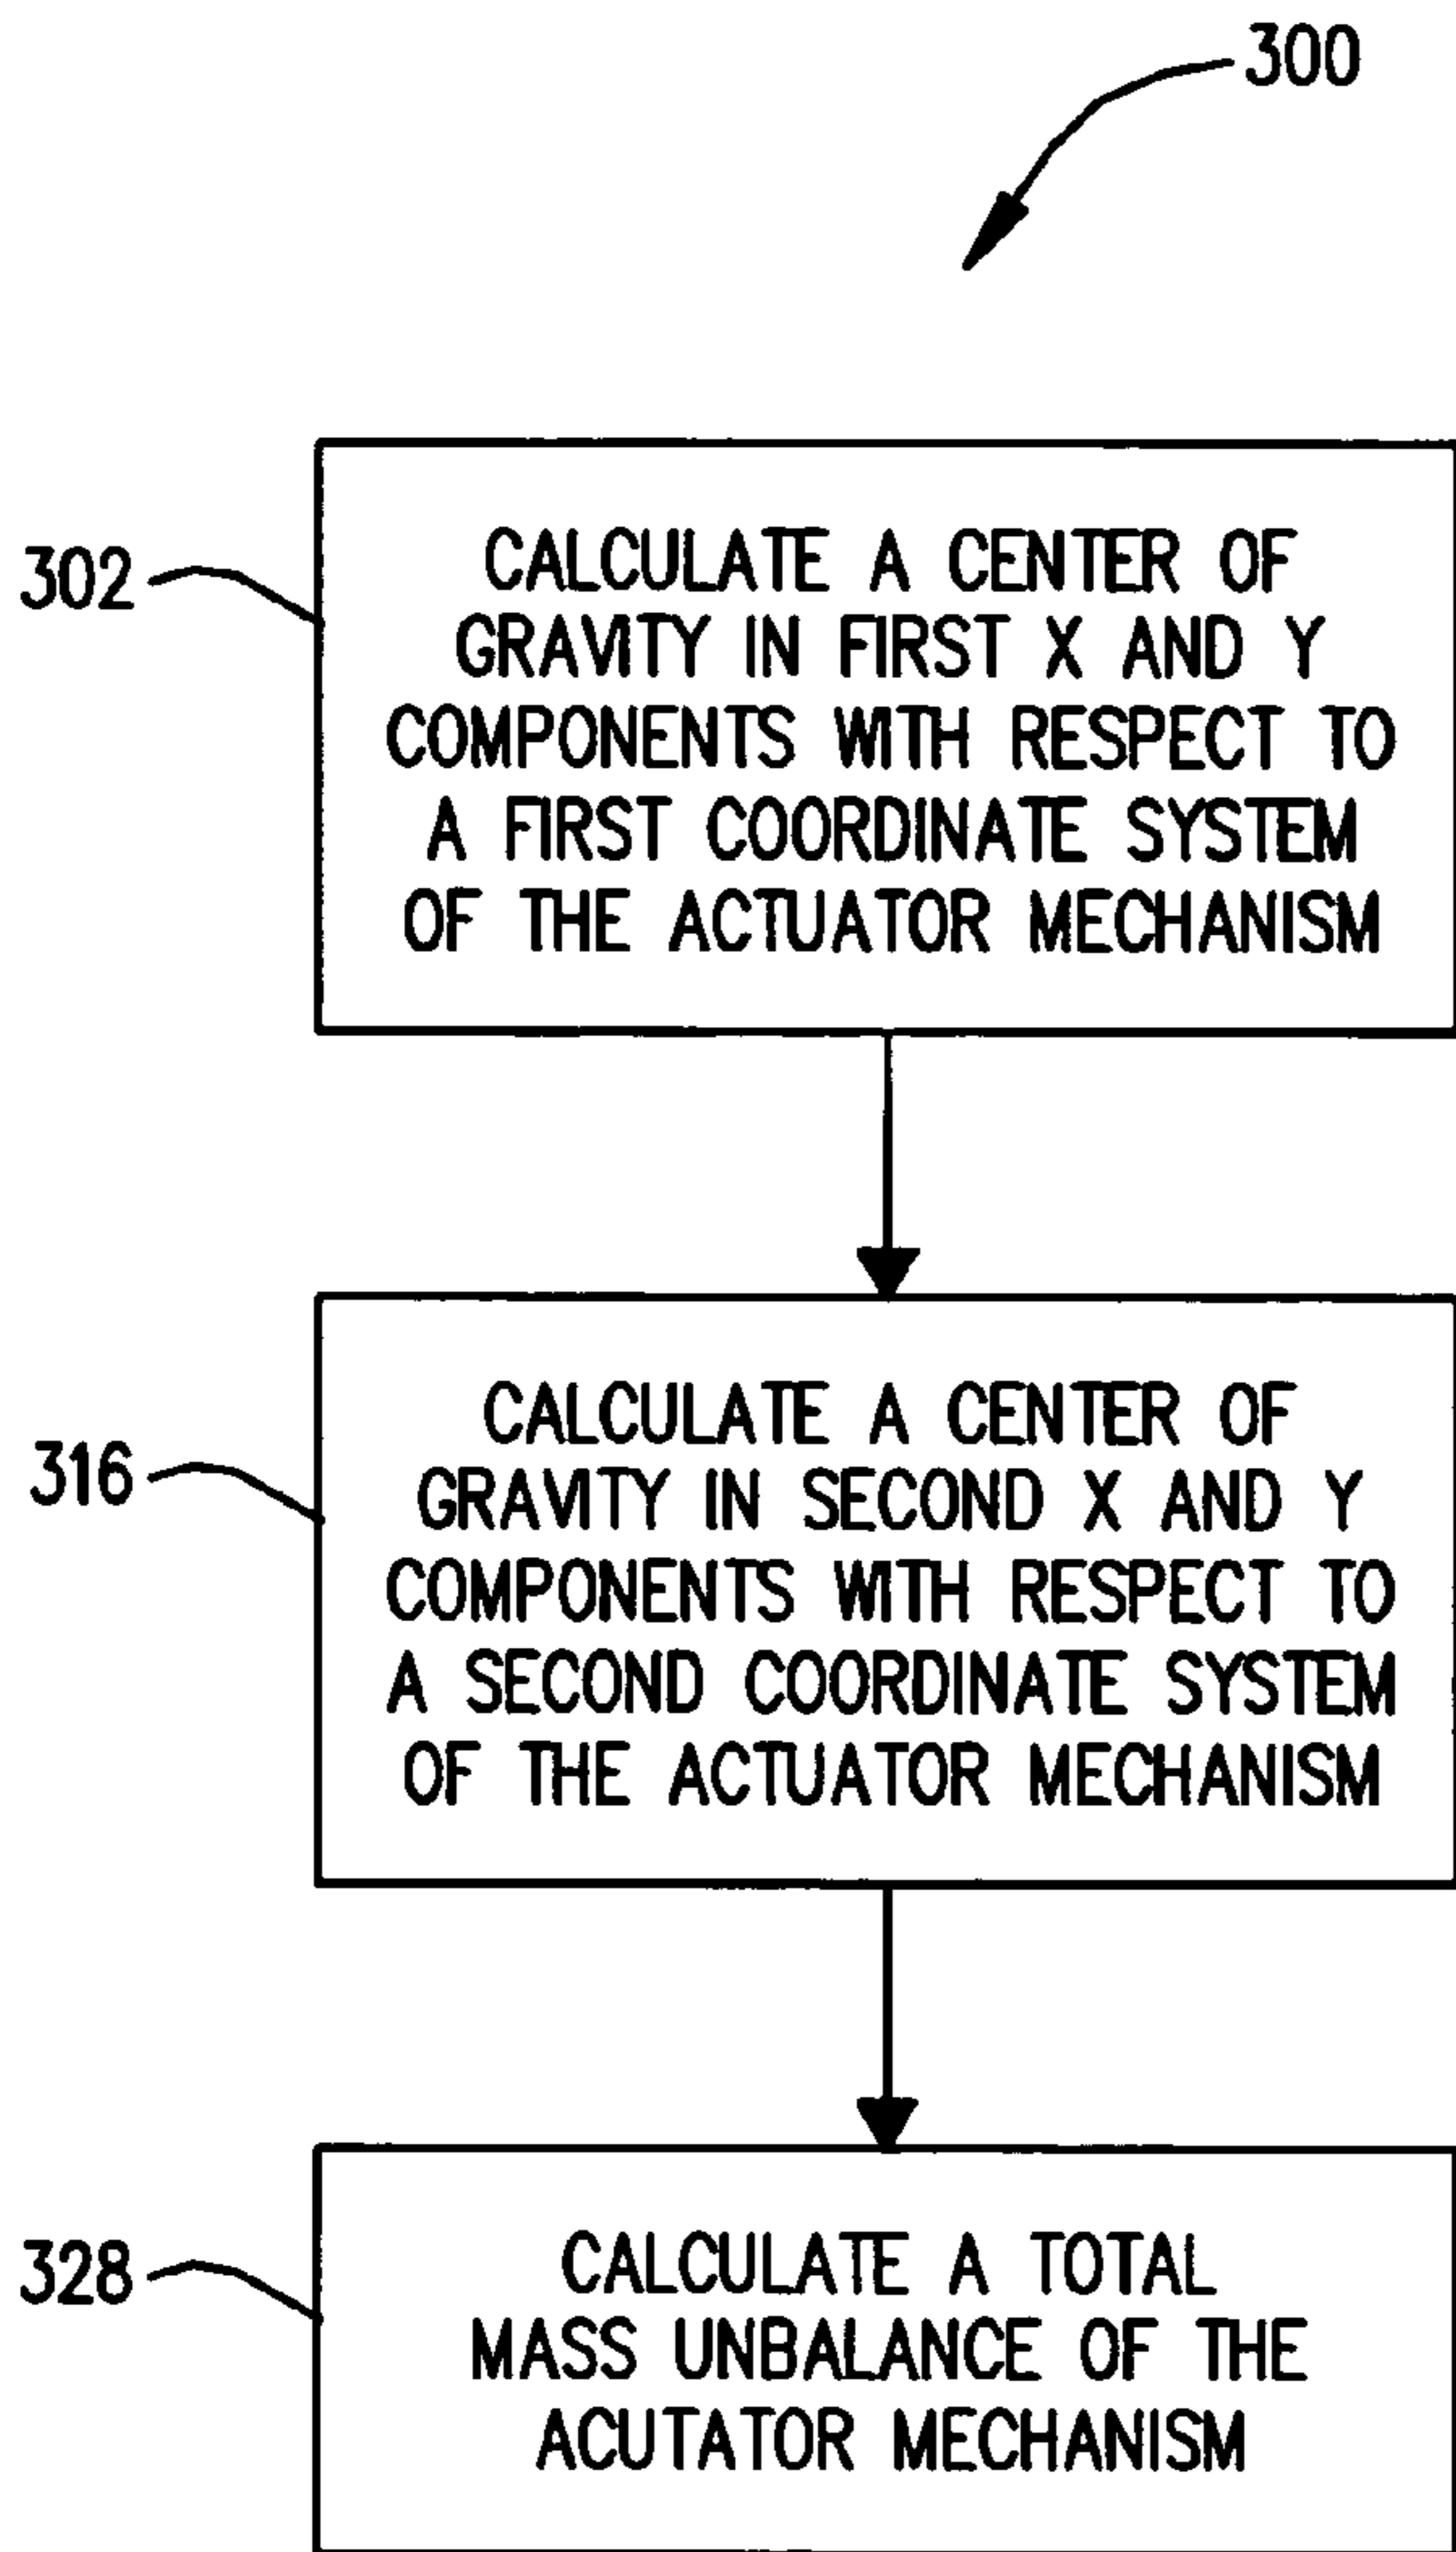 300
302
CALCULATE A CENTER OF
GRAVITY IN FIRST X AND Y
COMPONENTS WITH RESPECT TO
A FIRST COORDINATE SYSTEM
OF THE ACTUATOR MECHANISM
316
CALCULATE A CENTER OF
GRAVITY IN SECOND X AND Y
COMPONENTS WITH RESPECT TO
A SECOND COORDINATE SYSTEM
OF THE ACTUATOR MECHANISM
328
CALCULATE A TOTAL
MASS UNBALANCE OF THE
ACUTATOR MECHANISM